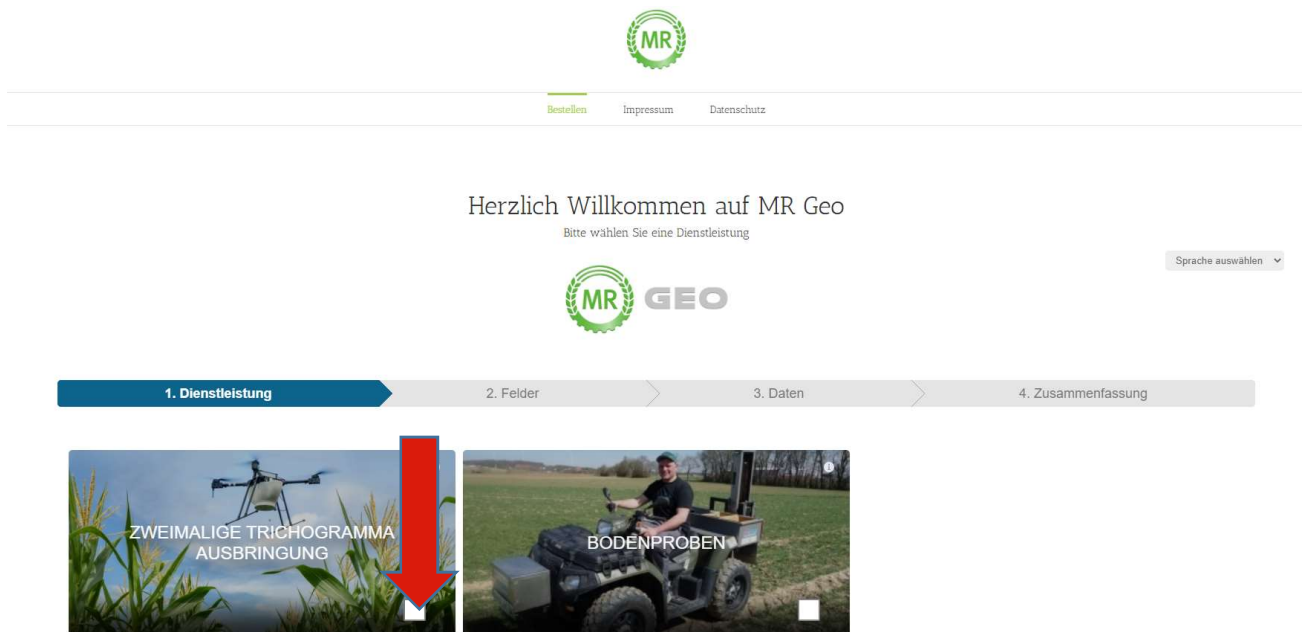 MR
Bestellen Impressum Datenschutz
Herzlich Willkommen auf MR Geo
Bitte wählen Sie eine Dienstleistung
Sprache auswählen
MR GEO
1. Dienstleistung 2. Felder 3. Daten 4. Zusammenfassung
ZWEIMALIGE TRICHOGRAMMA
AUSBRINGUNG
BODENPROBEN